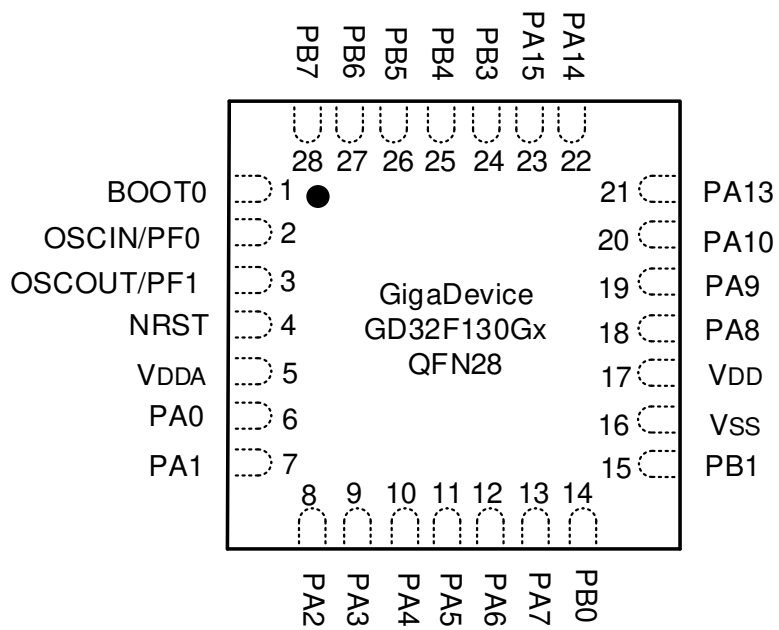 PB7 PB6 PB5 PB4 PB3 PA15 PA14
28 27 26 25 24 23 22
BOOT0 1 21 PA13
OSCIN/PF0 2 20 PA10
OSCOUT/PF1 3 19 PA9
GigaDevice
NRST 4 GD32F130Gx 18 PA8
QFN28
VDDA 5 17 VDD
PA0 6 16 VSS
PA1 7 15 PB1
8 9 10 11 12 13 14
PA2 PA3 PA4 PA5 PA6 PA7 PB0